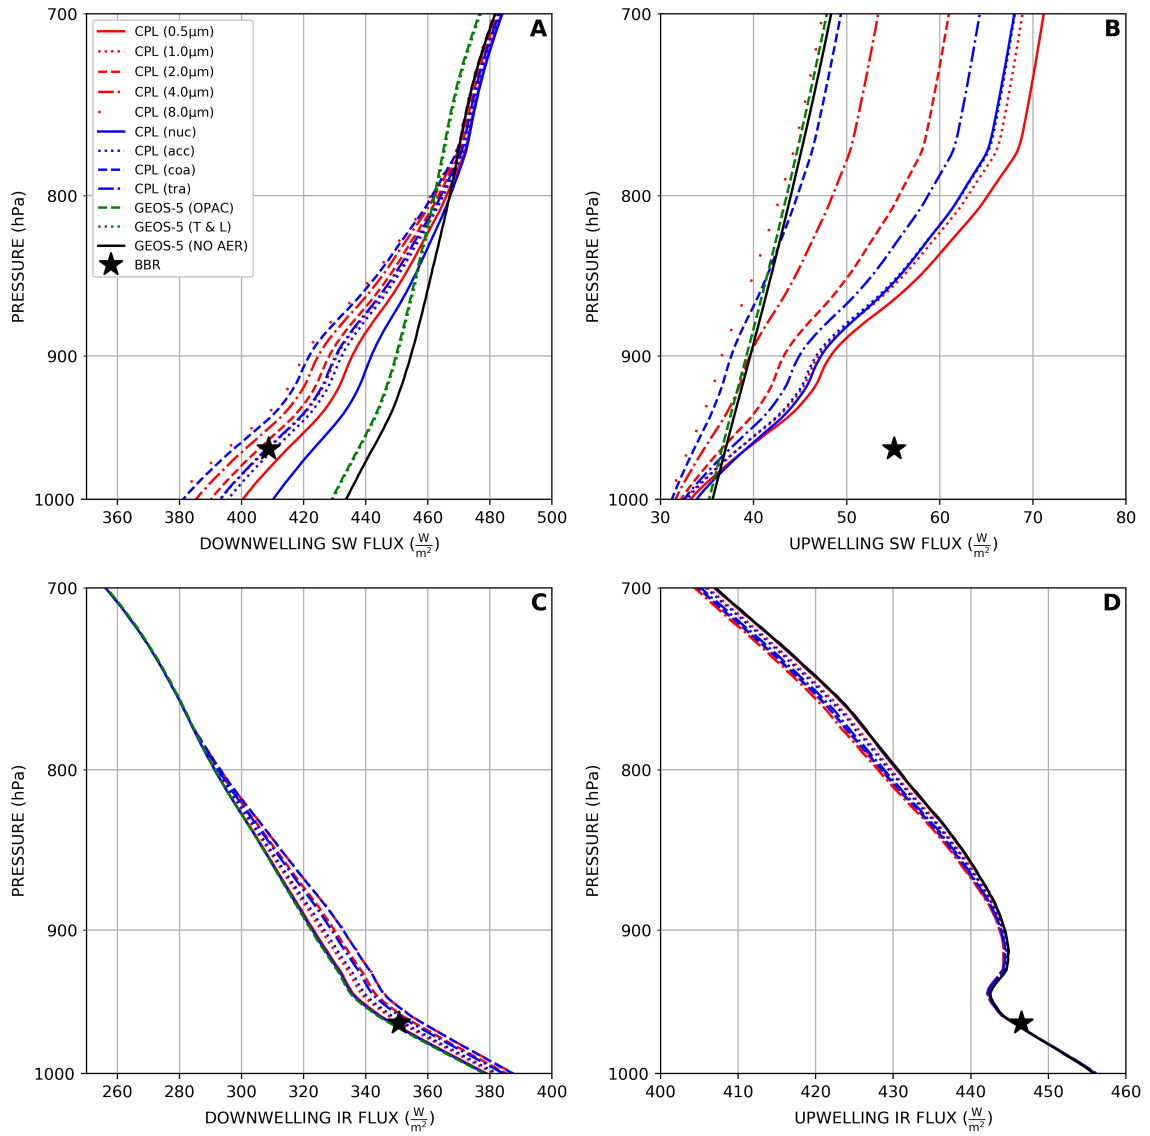 A
CPL (0.5μm)
CPL (1.0μm)
CPL (2.0μm)
CPL (4.0μm)
CPL (8.0μm)
CPL (nuc)
CPL (acc)
CPL (coa)
CPL (tra)
GEOS-5 (OPAC)
GEOS-5 (T & L)
GEOS-5 (NO AER)
BBR
700
800
900
1000
PRESSURE (hPa)
360 380 400 420 440 460 480 500
DOWNWELLING SW FLUX (W/m²)
B
700
800
900
1000
PRESSURE (hPa)
30 40 50 60 70 80
UPWELLING SW FLUX (W/m²)
C
700
800
900
1000
PRESSURE (hPa)
260 280 300 320 340 360 380 400
DOWNWELLING IR FLUX (W/m²)
D
700
800
900
1000
PRESSURE (hPa)
400 410 420 430 440 450 460
UPWELLING IR FLUX (W/m²)